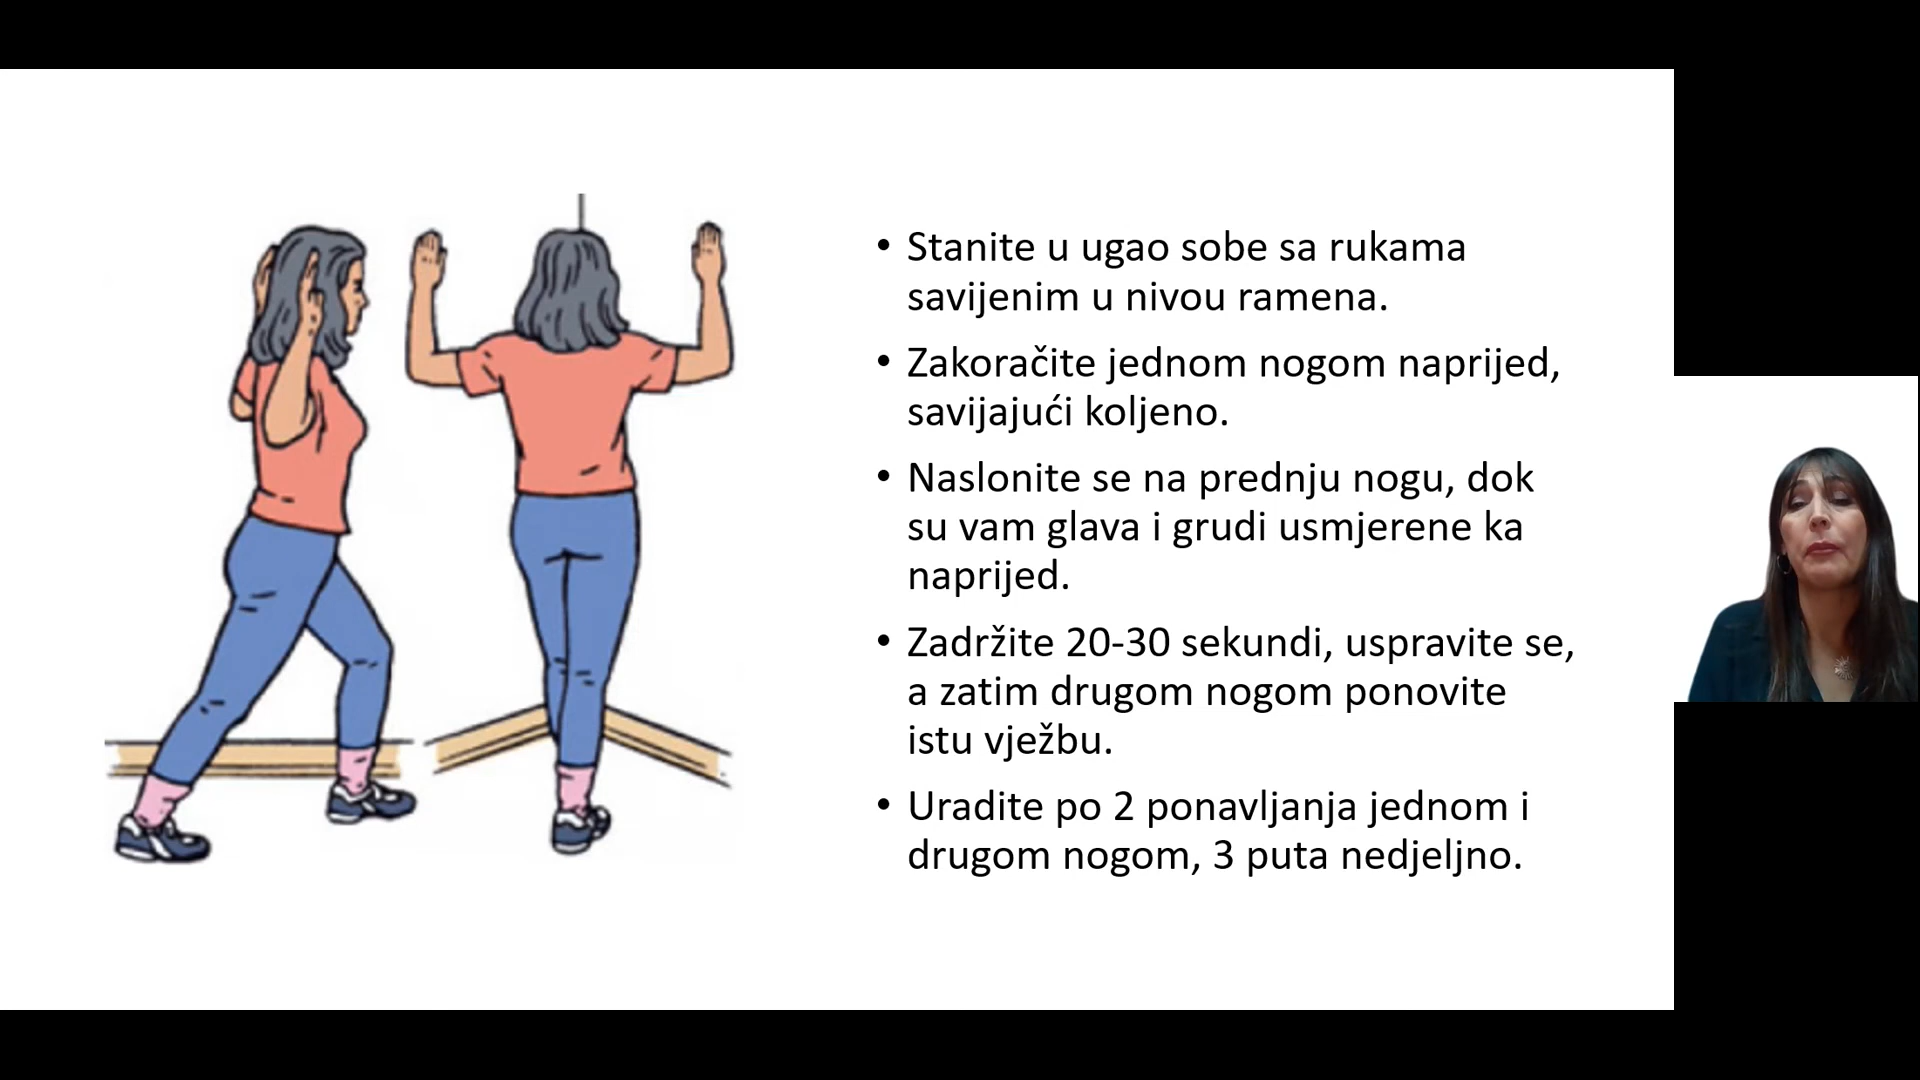 • Stanite u ugao sobe sa rukama
savijenim u nivou ramena.
• Zakoračite jednom nogom naprijed,
savijajući koljeno.
• Naslonite se na prednju nogu, dok
su vam glava i grudi usmjerene ka
naprijed.
• Zadržite 20-30 sekundi, uspravite se,
a zatim drugom nogom ponovite
istu vježbu.
• Uradite po 2 ponavljanja jednom i
drugom nogom, 3 puta nedjeljno.